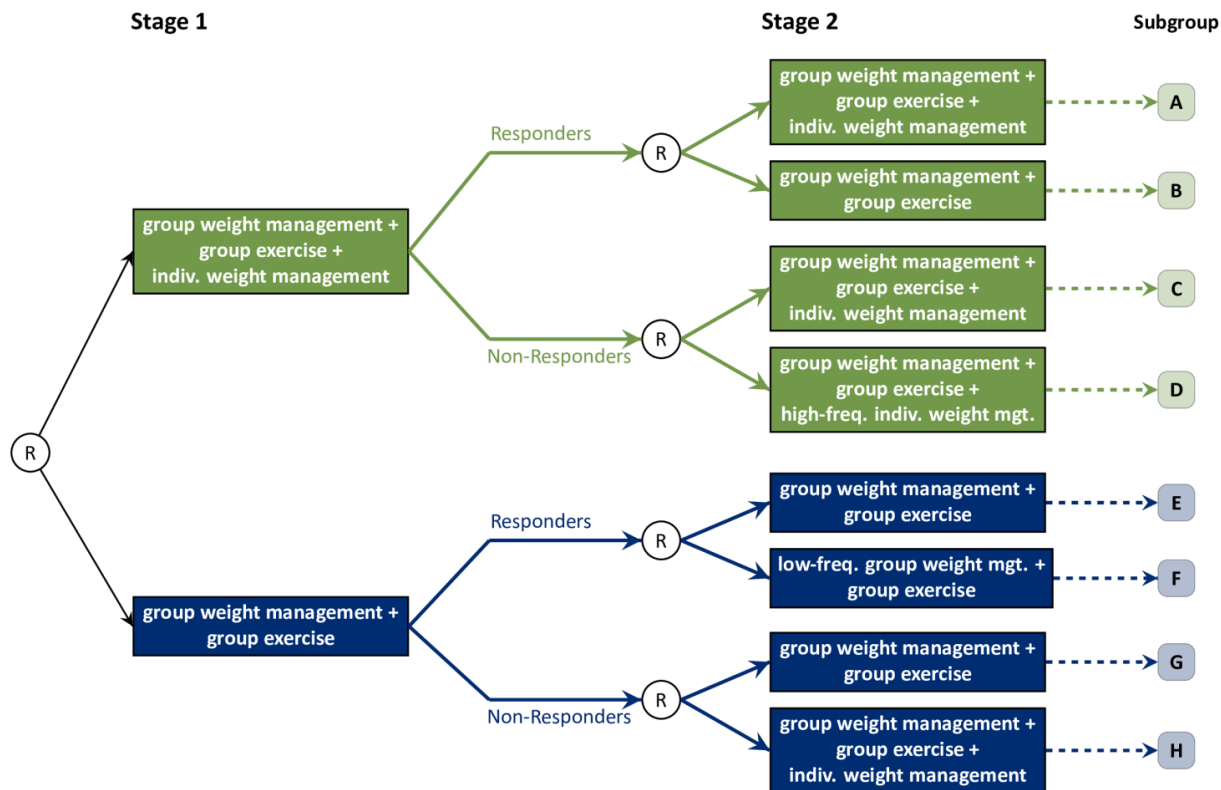 Stage 1
Stage 2
Subgroup
group weight management +
group exercise +
indiv. weight management
A
Responders
R
group weight management +
group exercise
B
group weight management +
group exercise +
indiv. weight management
group weight management +
group exercise +
indiv. weight management
C
Non-Responders
R
group weight management +
group exercise +
high-freq. indiv. weight mgt.
D
R
group weight management +
group exercise
E
Responders
R
low-freq. group weight mgt. +
group exercise
F
group weight management +
group exercise
group weight management +
group exercise
G
Non-Responders
R
group weight management +
group exercise +
indiv. weight management
H